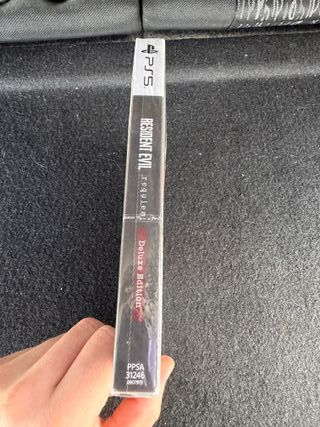 PS5
RESIDENT EVIL
requiem
Deluxe Edition
PPSA
31246